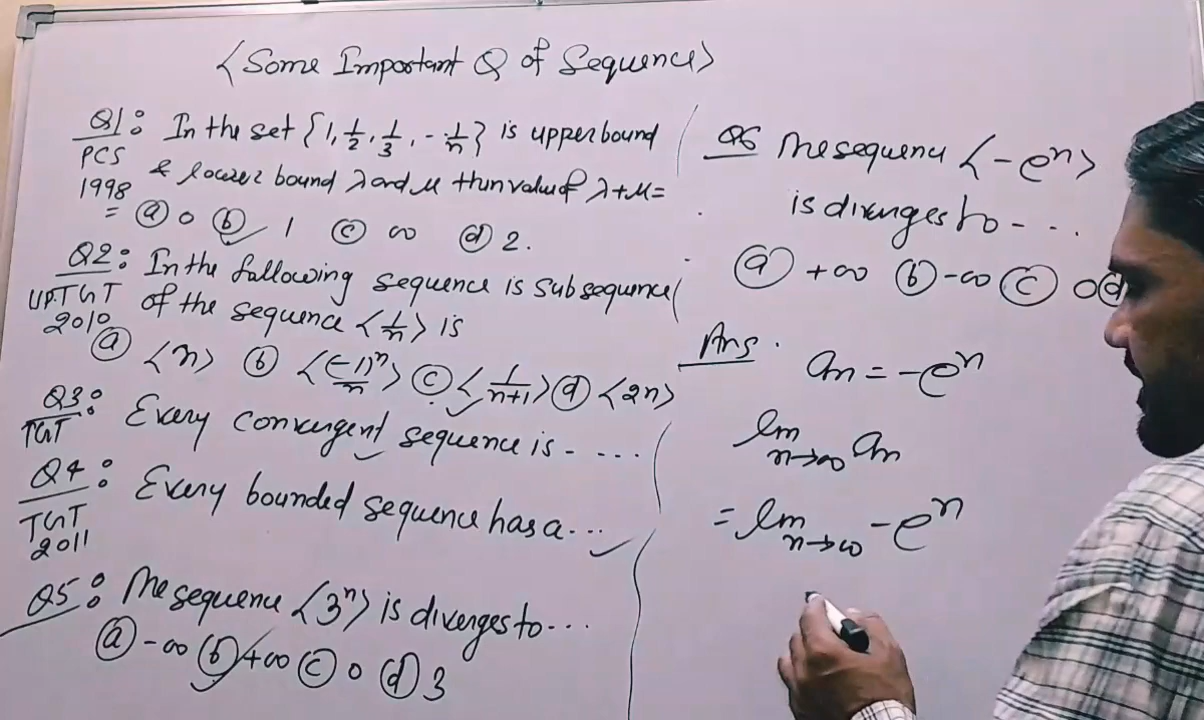 <Some Important Q of Sequence>
Q1: In the set {1, 1/2, 1/3, - 1/n} is upper bound
PCS 1998 & lower bound λ and μ then value of λ+μ=
= (a) 0 (b) 1 (c) ∞ (d) 2.
Q2: In the following sequence is subsequence
UP.TGT 2010 of the sequence <1/n> is
(a) <n> (b) <(-1)^n/n> (c) <1/n+1> (d) <2n>
Q3: Every convergent sequence is - ....
TGT
Q4: Every bounded sequence has a ...
TGT 2011
Q5: The sequence <3^n> is diverges to ...
(a) -∞ (b) +∞ (c) 0 (d) 3
Q6 The sequence <-e^n>
is diverges to - ...
(a) +∞ (b) -∞ (c) 0 (d)
Ans. an = -e^n
lim n→∞ an
= lim n→∞ -e^n